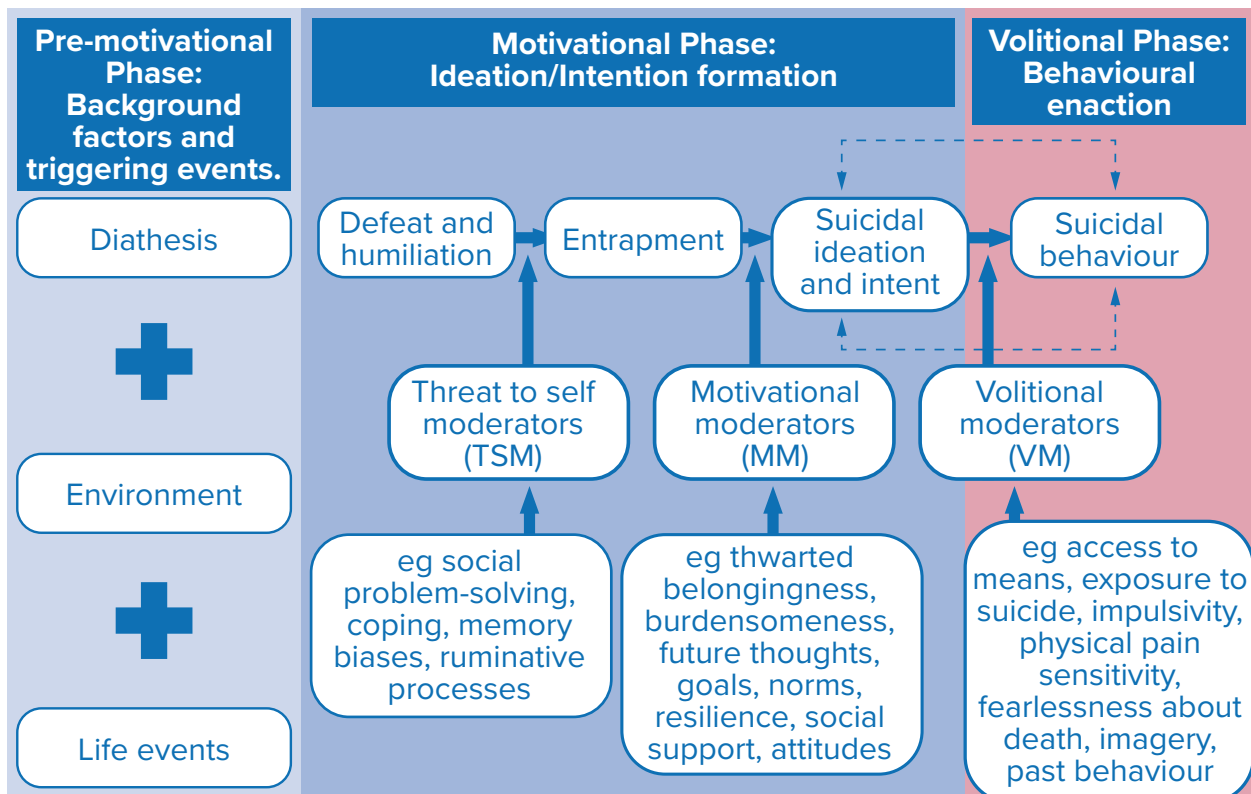 Pre-motivational
Phase:
Background
factors and
triggering events.
Motivational Phase:
Ideation/Intention formation
Volitional Phase:
Behavioural
enaction
Diathesis
Environment
Life events
Defeat and
humiliation
Entrapment
Suicidal
ideation
and intent
Suicidal
behaviour
Threat to self
moderators
(TSM)
Motivational
moderators
(MM)
Volitional
moderators
(VM)
eg social
problem-solving,
coping, memory
biases, ruminative
processes
eg thwarted
belongingness,
burdensomeness,
future thoughts,
goals, norms,
resilience, social
support, attitudes
eg access to
means, exposure to
suicide, impulsivity,
physical pain
sensitivity,
fearlessness about
death, imagery,
past behaviour